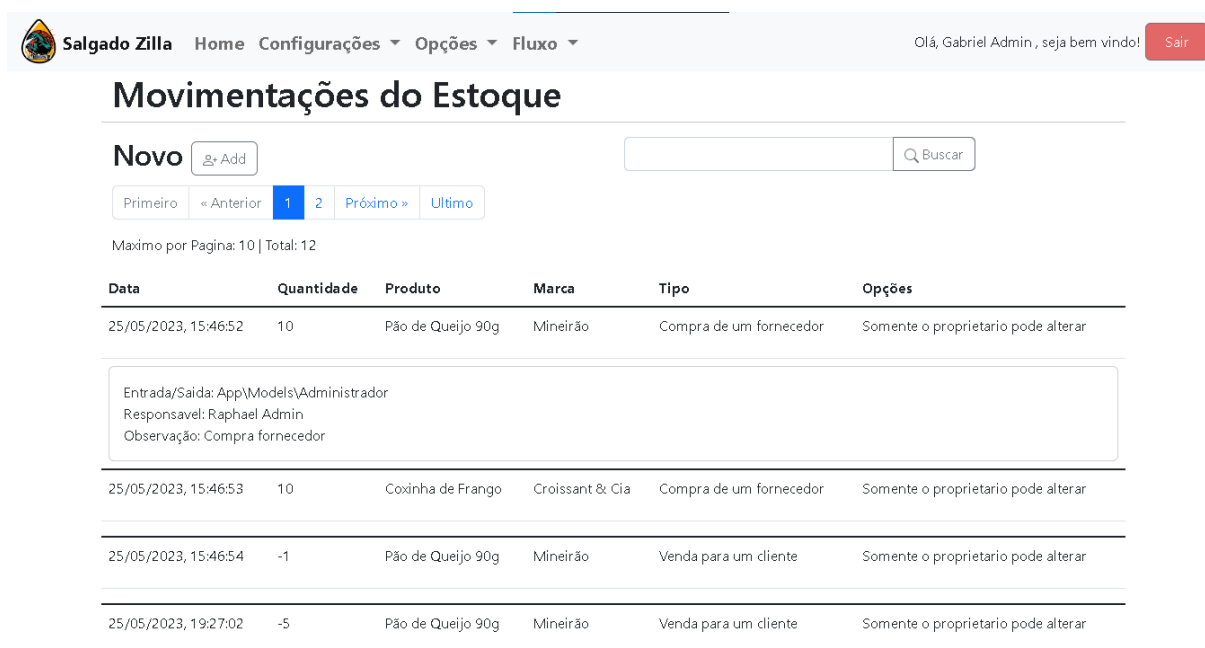 Salgado Zilla Home Configurações Opções Fluxo Olá, Gabriel Admin , seja bem vindo! Sair
Movimentações do Estoque
Novo Add Buscar
Primeiro « Anterior 1 2 Próximo » Ultimo
Maximo por Pagina: 10 | Total: 12
Data Quantidade Produto Marca Tipo Opções
25/05/2023, 15:46:52 10 Pão de Queijo 90g Mineirão Compra de um fornecedor Somente o proprietario pode alterar
Entrada/Saida: App\Models\Administrador
Responsavel: Raphael Admin
Observação: Compra fornecedor
25/05/2023, 15:46:53 10 Coxinha de Frango Croissant & Cia Compra de um fornecedor Somente o proprietario pode alterar
25/05/2023, 15:46:54 -1 Pão de Queijo 90g Mineirão Venda para um cliente Somente o proprietario pode alterar
25/05/2023, 19:27:02 -5 Pão de Queijo 90g Mineirão Venda para um cliente Somente o proprietario pode alterar